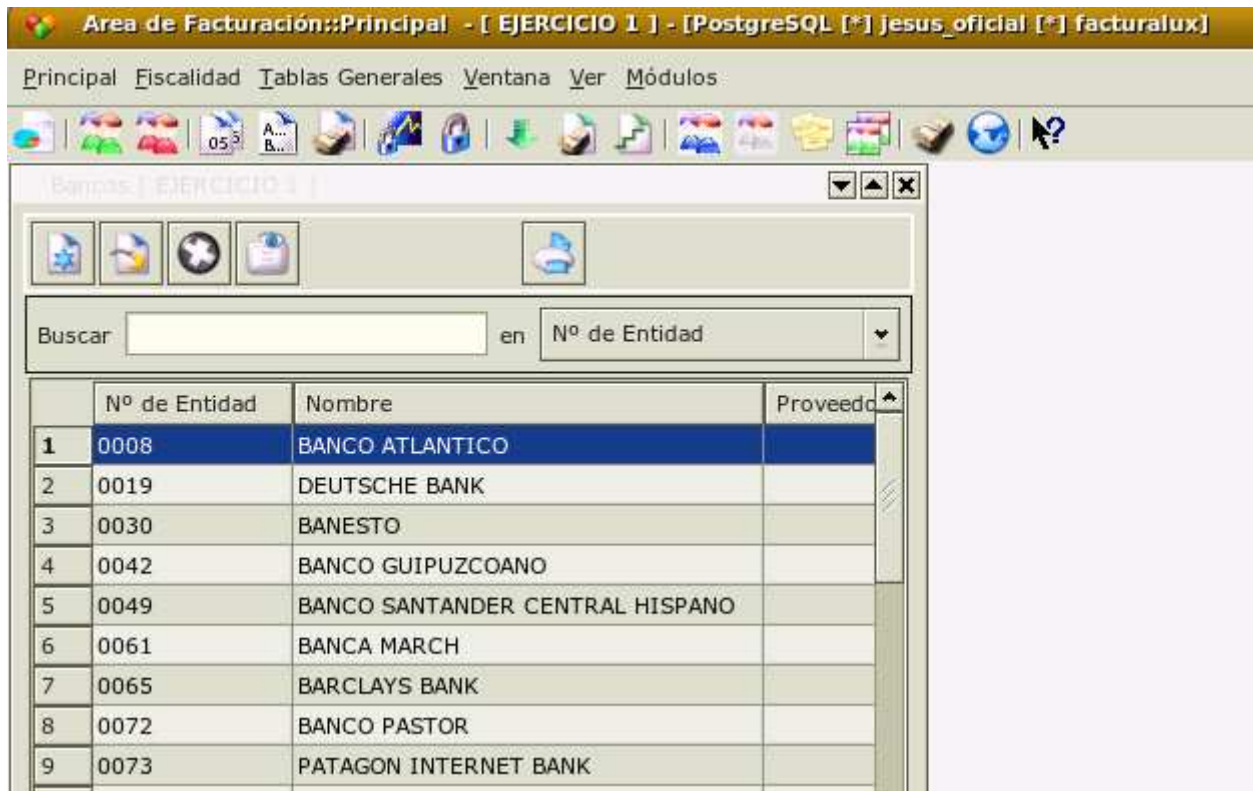 Area de Facturación::Principal - [ EJERCICIO 1 ] - [PostgreSQL [*] jesus_oficial [*] facturalux]
Principal Fiscalidad Tablas Generales Ventana Ver Módulos
05 5 A... B... ?
Bancos [ EJERCICIO 1 ]
Buscar en Nº de Entidad
Nº de Entidad Nombre Proveedo
1 0008 BANCO ATLANTICO
2 0019 DEUTSCHE BANK
3 0030 BANESTO
4 0042 BANCO GUIPUZCOANO
5 0049 BANCO SANTANDER CENTRAL HISPANO
6 0061 BANCA MARCH
7 0065 BARCLAYS BANK
8 0072 BANCO PASTOR
9 0073 PATAGON INTERNET BANK